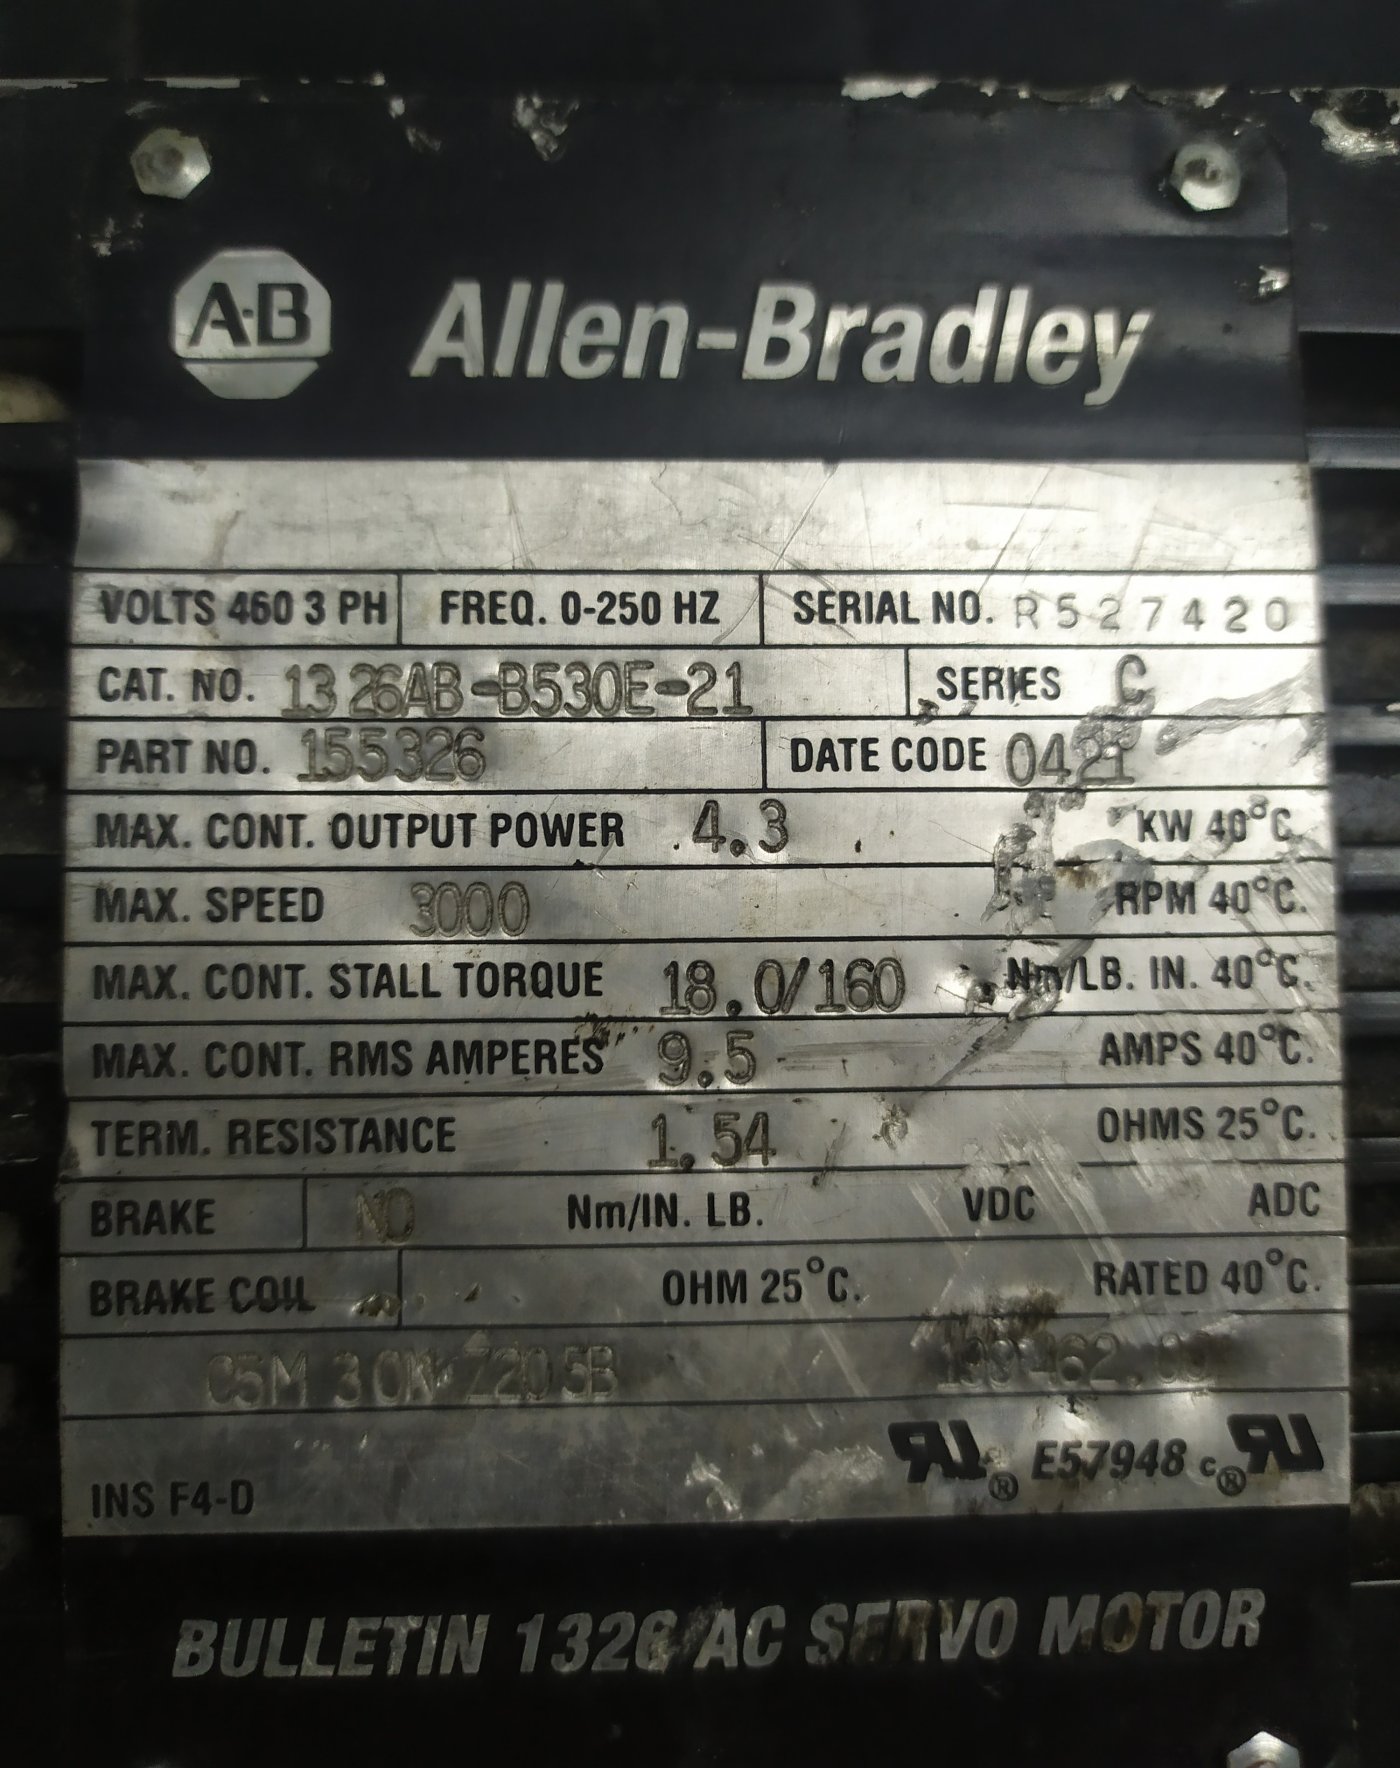 A-B Allen-Bradley
VOLTS 460 3 PH FREQ. 0-250 HZ SERIAL NO. R527420
CAT. NO. 1326AB-B530E-21 SERIES C
PART NO. 155326 DATE CODE 0421
MAX. CONT. OUTPUT POWER 4.3 KW 40°C.
MAX. SPEED 3000 RPM 40°C.
MAX. CONT. STALL TORQUE 18.0/160 Nm/LB. IN. 40°C.
MAX. CONT. RMS AMPERES 9.5 AMPS 40°C.
TERM. RESISTANCE 1.54 OHMS 25°C.
BRAKE NO Nm/IN. LB. VDC ADC
BRAKE COIL OHM 25°C. RATED 40°C.
INS F4-D E57948
BULLETIN 1326 AC SERVO MOTOR